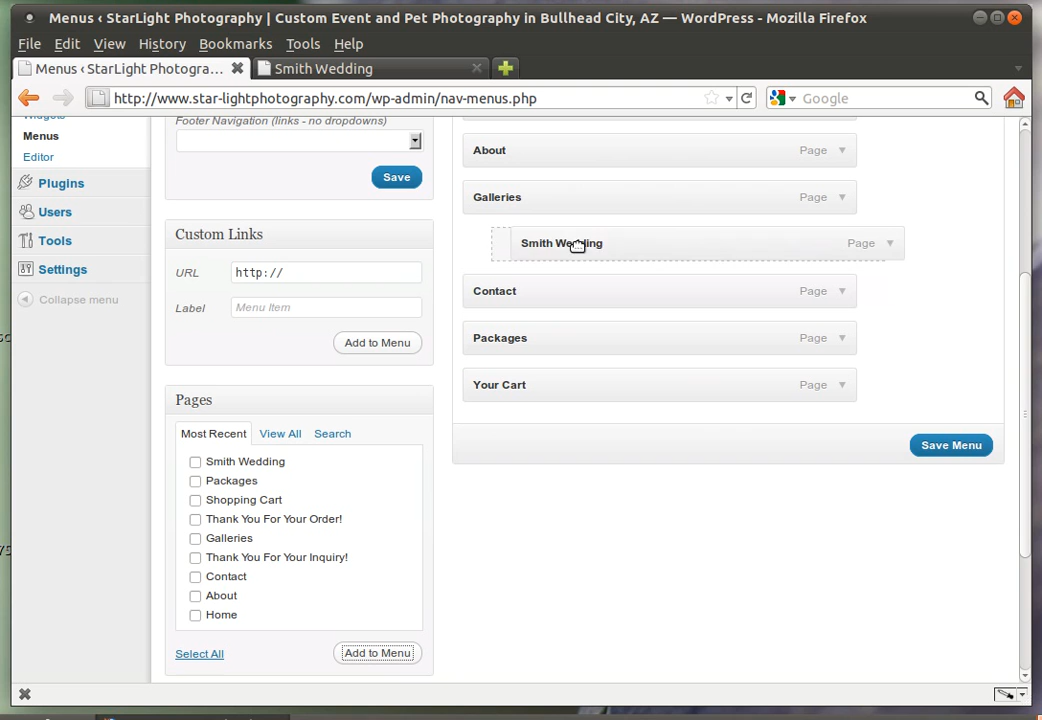 Menus ‹ StarLight Photography | Custom Event and Pet Photography in Bullhead City, AZ — WordPress - Mozilla Firefox
File Edit View History Bookmarks Tools Help
Menus ‹ StarLight Photogra... Smith Wedding
http://www.star-lightphotography.com/wp-admin/nav-menus.php Google
Widgets
Menus
Editor
Plugins
Users
Tools
Settings
Collapse menu
Footer Navigation (links - no dropdowns)
Save
Custom Links
URL http://
Label Menu Item
Add to Menu
Pages
Most Recent View All Search
Smith Wedding
Packages
Shopping Cart
Thank You For Your Order!
Galleries
Thank You For Your Inquiry!
Contact
About
Home
Select All Add to Menu
About Page
Galleries Page
Smith Wedding Page
Contact Page
Packages Page
Your Cart Page
Save Menu